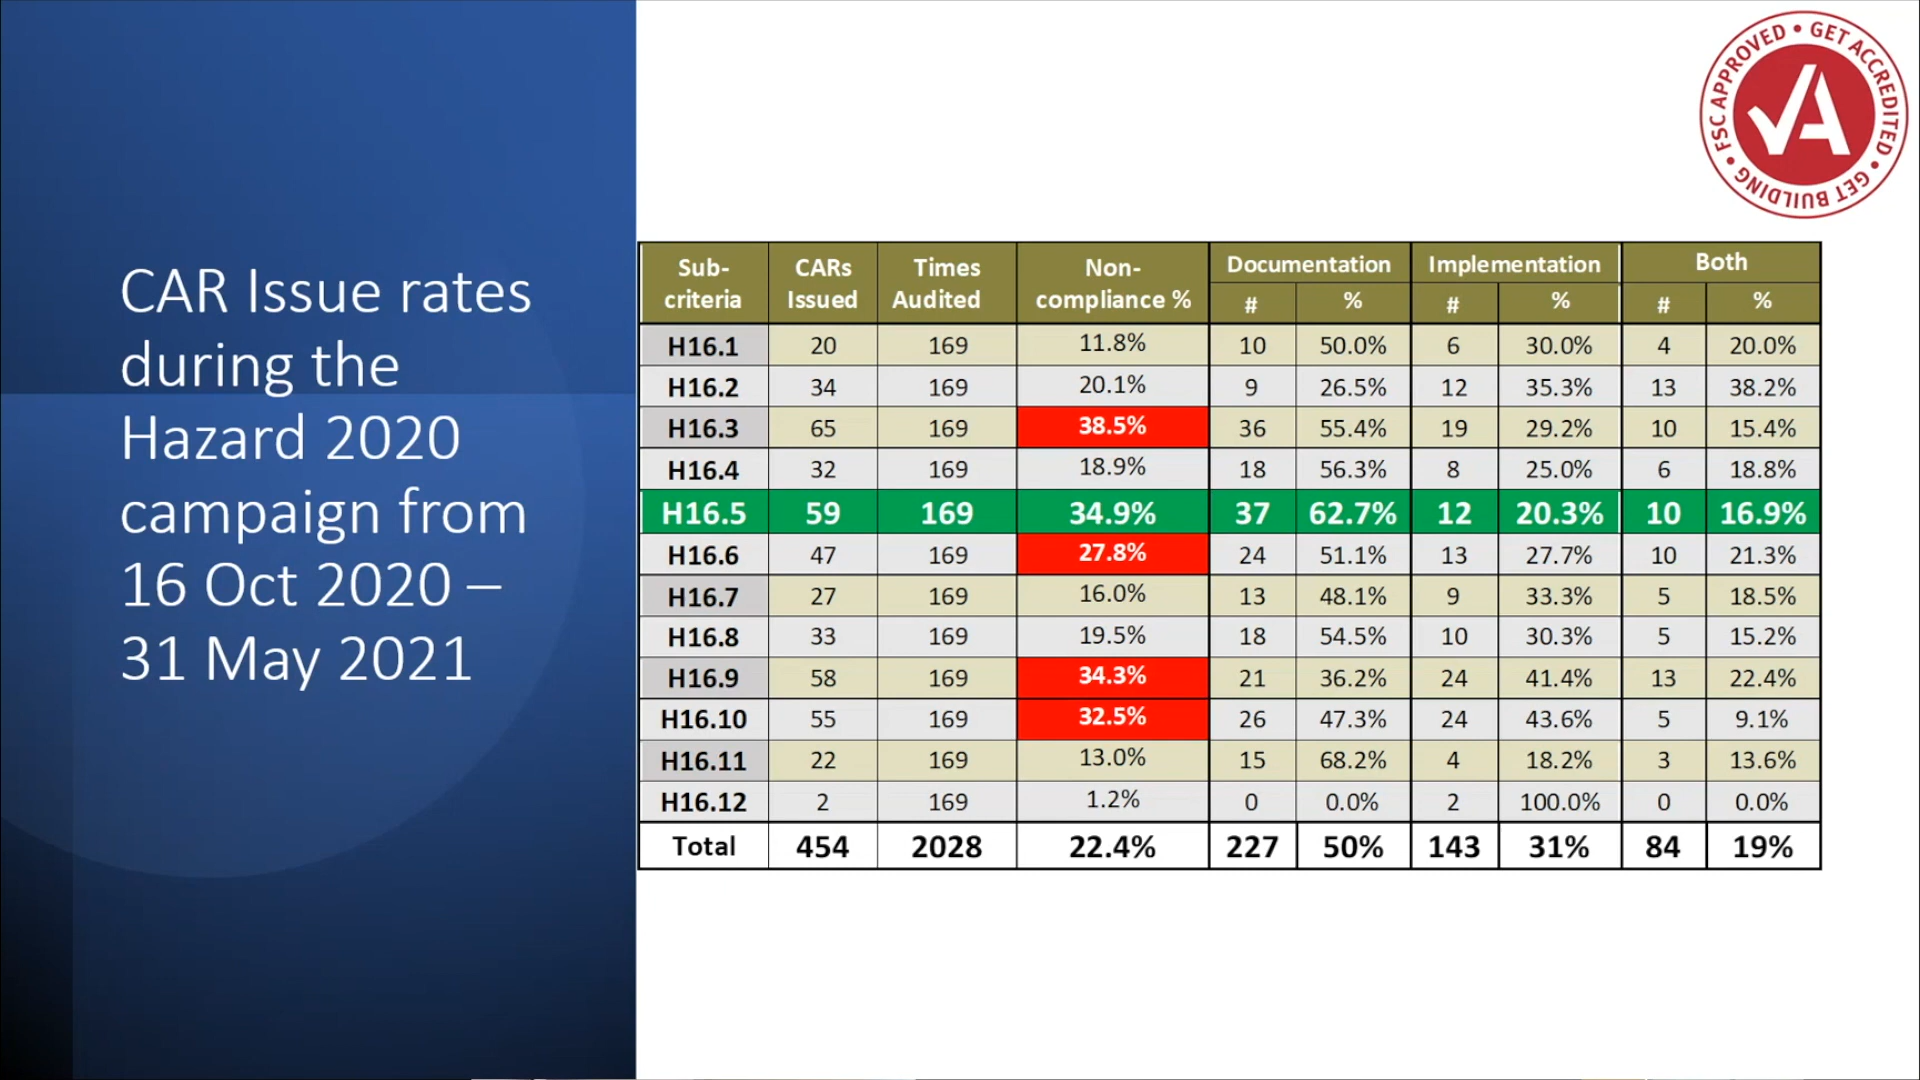 CAR Issue rates
during the
Hazard 2020
campaign from
16 Oct 2020 –
31 May 2021
FSC APPROVED • GET ACCREDITED • GET BUILDING •
Sub-criteria CARs Issued Times Audited Non-compliance % Documentation Implementation Both
# % # % # %
H16.1 20 169 11.8% 10 50.0% 6 30.0% 4 20.0%
H16.2 34 169 20.1% 9 26.5% 12 35.3% 13 38.2%
H16.3 65 169 38.5% 36 55.4% 19 29.2% 10 15.4%
H16.4 32 169 18.9% 18 56.3% 8 25.0% 6 18.8%
H16.5 59 169 34.9% 37 62.7% 12 20.3% 10 16.9%
H16.6 47 169 27.8% 24 51.1% 13 27.7% 10 21.3%
H16.7 27 169 16.0% 13 48.1% 9 33.3% 5 18.5%
H16.8 33 169 19.5% 18 54.5% 10 30.3% 5 15.2%
H16.9 58 169 34.3% 21 36.2% 24 41.4% 13 22.4%
H16.10 55 169 32.5% 26 47.3% 24 43.6% 5 9.1%
H16.11 22 169 13.0% 15 68.2% 4 18.2% 3 13.6%
H16.12 2 169 1.2% 0 0.0% 2 100.0% 0 0.0%
Total 454 2028 22.4% 227 50% 143 31% 84 19%